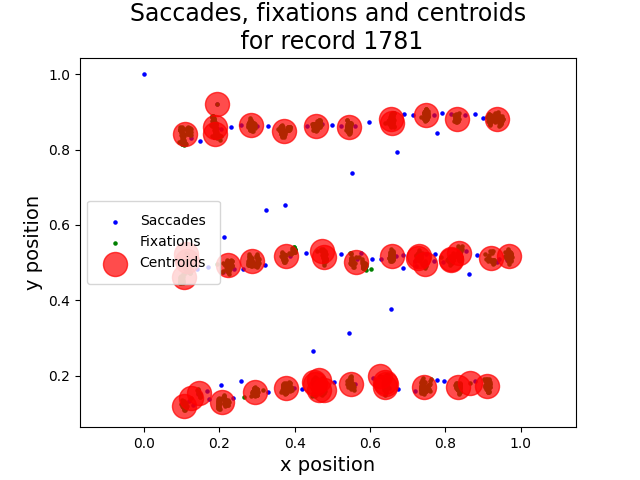 Saccades, fixations and centroids
for record 1781
1.0
0.8
0.6
0.4
0.2
y position
Saccades
Fixations
Centroids
0.0 0.2 0.4 0.6 0.8 1.0
x position